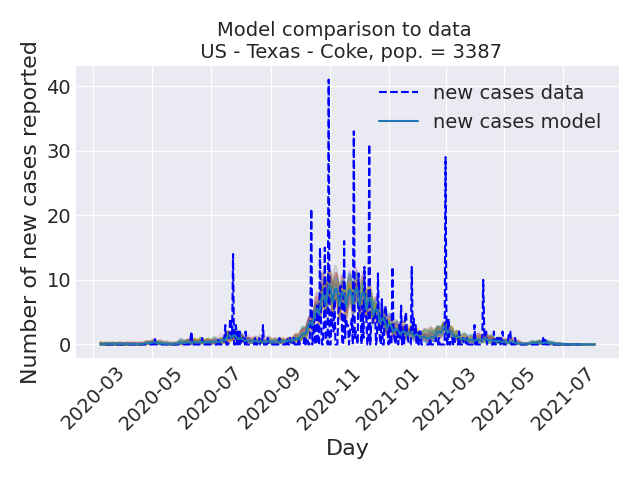 Model comparison to data
US - Texas - Coke, pop. = 3387
new cases data
new cases model
Number of new cases reported
40
30
20
10
0
2020-03
2020-05
2020-07
2020-09
2020-11
2021-01
2021-03
2021-05
2021-07
Day